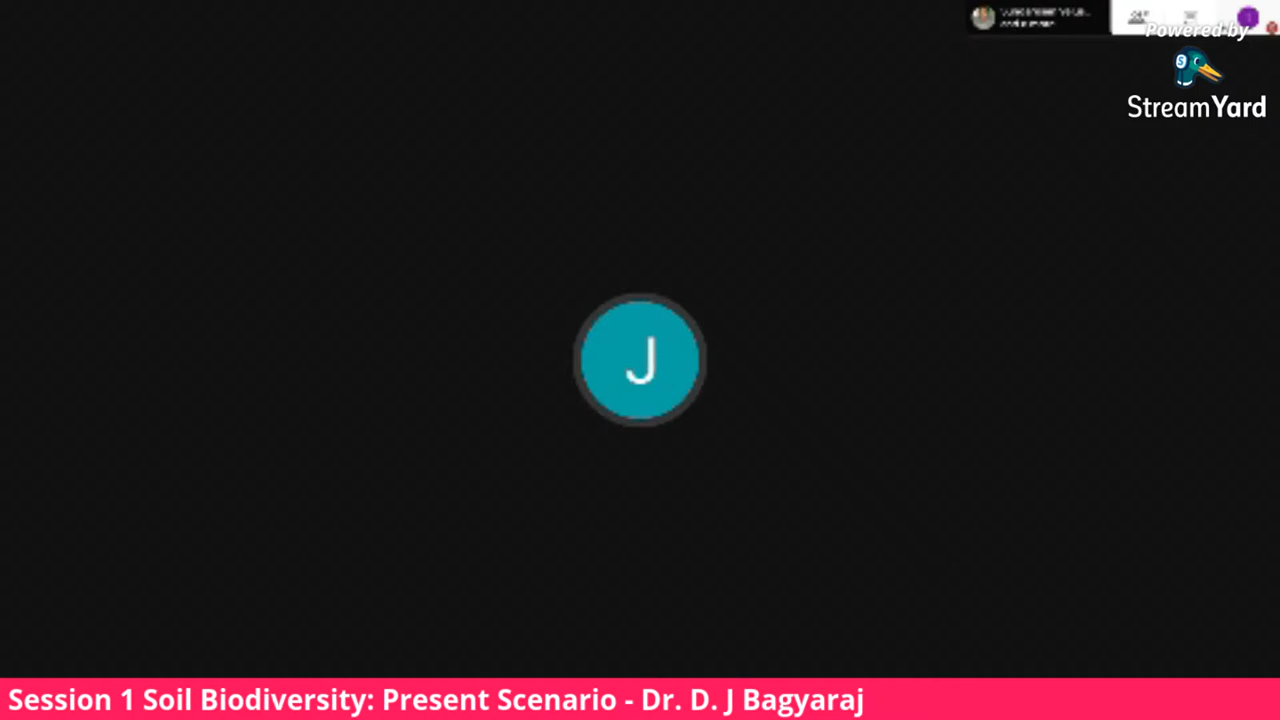 Powered by
StreamYard
J
Session 1 Soil Biodiversity: Present Scenario - Dr. D. J Bagyaraj